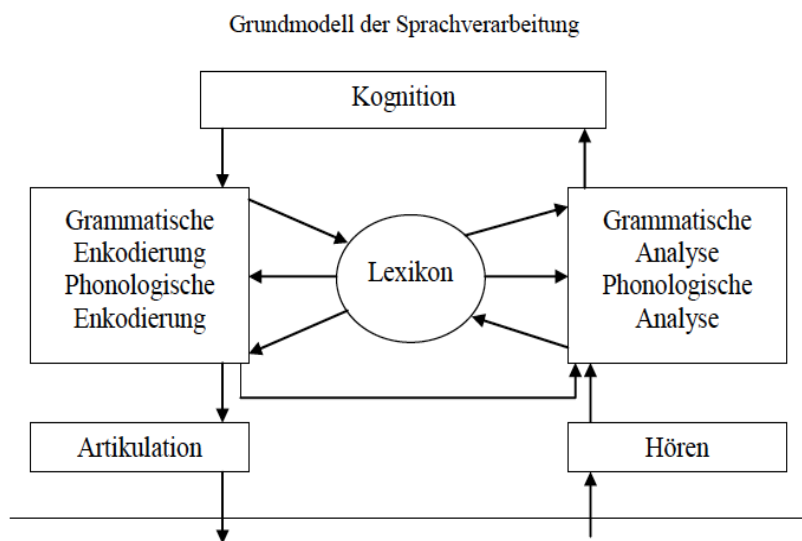 Grundmodell der Sprachverarbeitung
Kognition
Grammatische
Enkodierung
Phonologische
Enkodierung
Lexikon
Grammatische
Analyse
Phonologische
Analyse
Artikulation
Hören